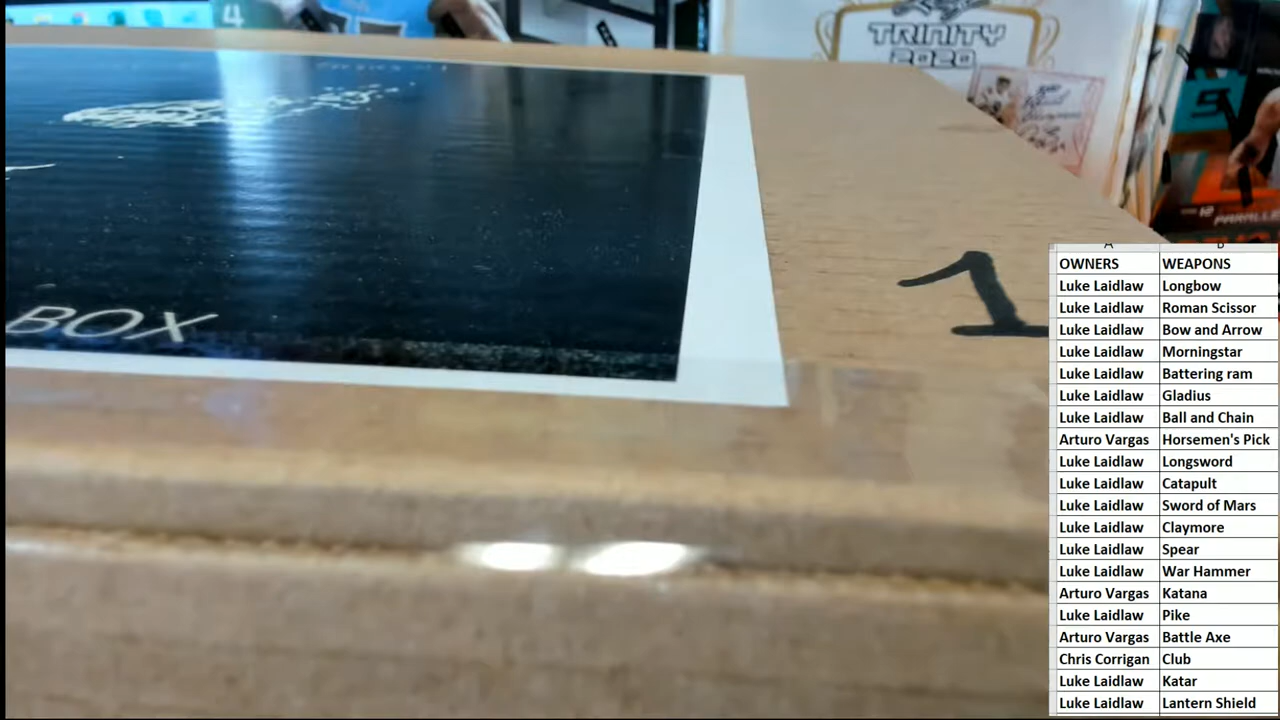 4
TRINITY
2020
BOX
1
A B
OWNERS WEAPONS
Luke Laidlaw Longbow
Luke Laidlaw Roman Scissor
Luke Laidlaw Bow and Arrow
Luke Laidlaw Morningstar
Luke Laidlaw Battering ram
Luke Laidlaw Gladius
Luke Laidlaw Ball and Chain
Arturo Vargas Horsemen's Pick
Luke Laidlaw Longsword
Luke Laidlaw Catapult
Luke Laidlaw Sword of Mars
Luke Laidlaw Claymore
Luke Laidlaw Spear
Luke Laidlaw War Hammer
Arturo Vargas Katana
Luke Laidlaw Pike
Arturo Vargas Battle Axe
Chris Corrigan Club
Luke Laidlaw Katar
Luke Laidlaw Lantern Shield